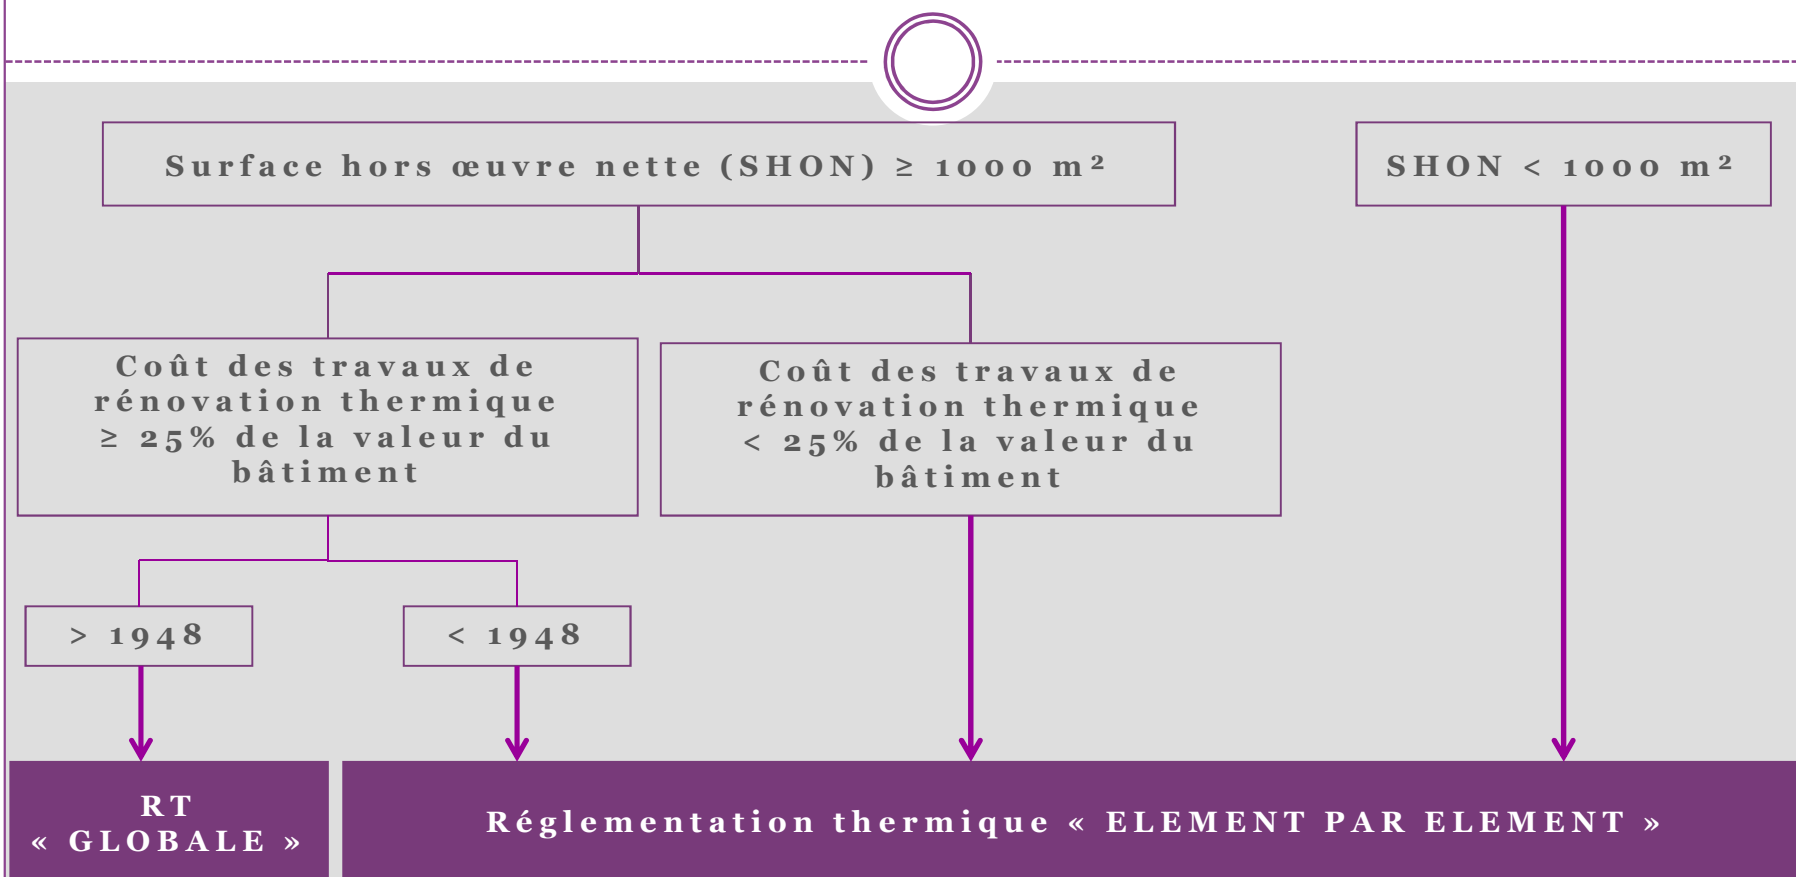 Surface hors œuvre nette (SHON) ≥ 1000 m²
SHON < 1000 m²
Coût des travaux de
rénovation thermique
≥ 25% de la valeur du
bâtiment
Coût des travaux de
rénovation thermique
< 25% de la valeur du
bâtiment
> 1948
< 1948
RT
« GLOBALE »
Réglementation thermique « ELEMENT PAR ELEMENT »